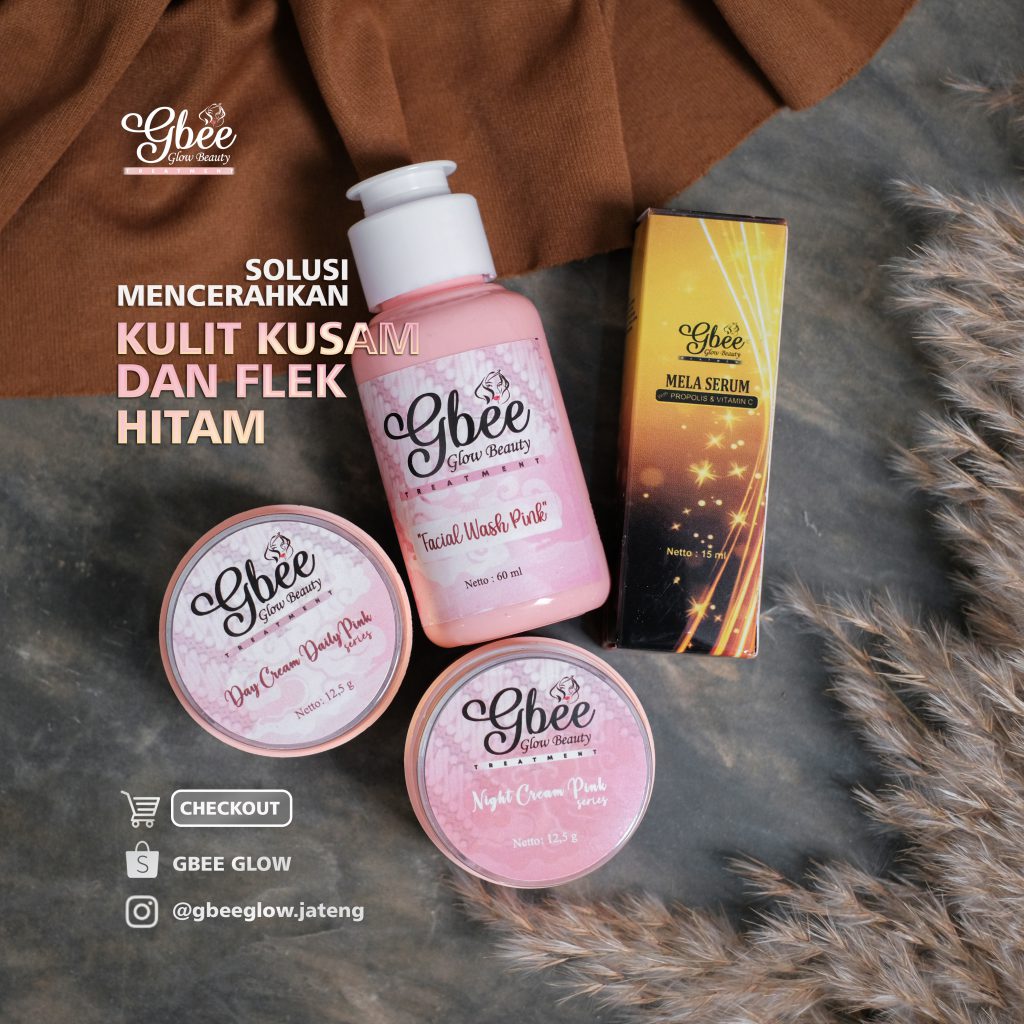 Gbee
Glow Beauty
TREATMENT
SOLUSI
MENCERAHKAN
KULIT KUSAM
DAN FLEK
HITAM
Gbee
Glow Beauty
TREATMENT
"Facial Wash Pink"
Netto : 60 ml
Gbee
Glow Beauty
TREATMENT
MELA SERUM
PROPOLIS & VITAMIN C
Netto : 15 ml
Gbee
Glow Beauty
TREATMENT
Day Cream Daily Pink
series
Netto: 12,5 g
Gbee
Glow Beauty
TREATMENT
Night Cream Pink
series
Netto: 12,5 g
CHECKOUT
S
GBEE GLOW
@gbeeglow.jateng